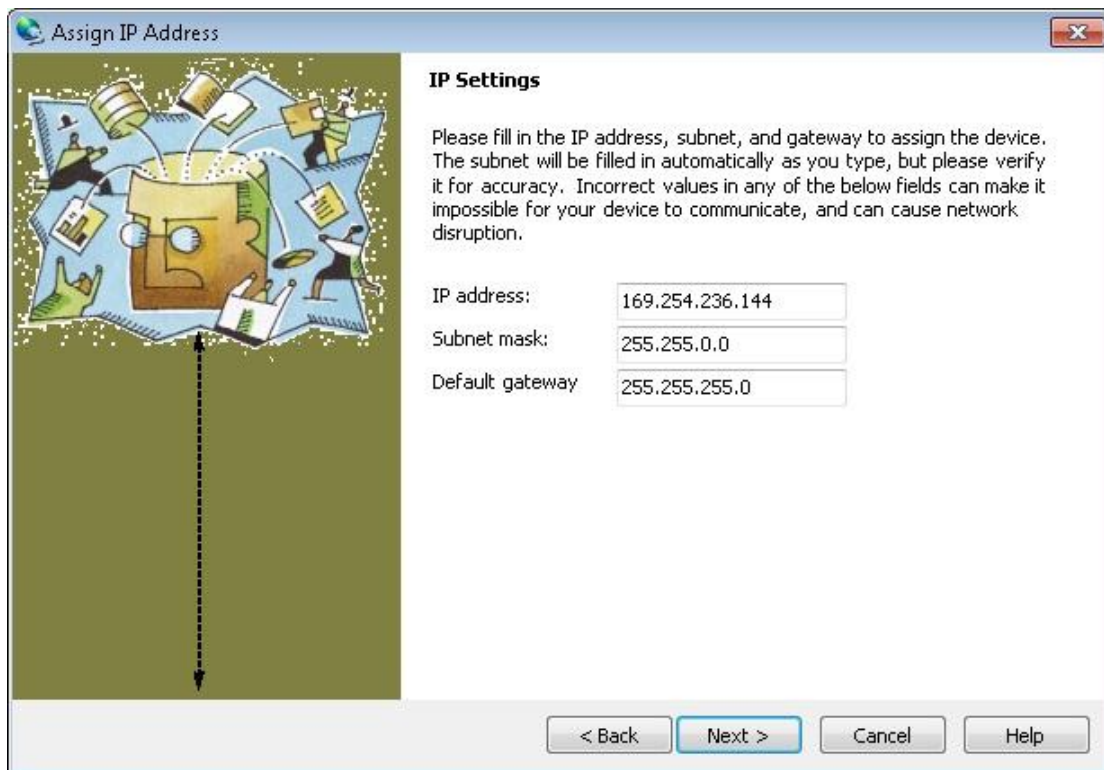 Assign IP Address
IP Settings
Please fill in the IP address, subnet, and gateway to assign the device.
The subnet will be filled in automatically as you type, but please verify
it for accuracy.  Incorrect values in any of the below fields can make it
impossible for your device to communicate, and can cause network
disruption.
IP address: 169.254.236.144
Subnet mask: 255.255.0.0
Default gateway 255.255.255.0
< Back Next > Cancel Help